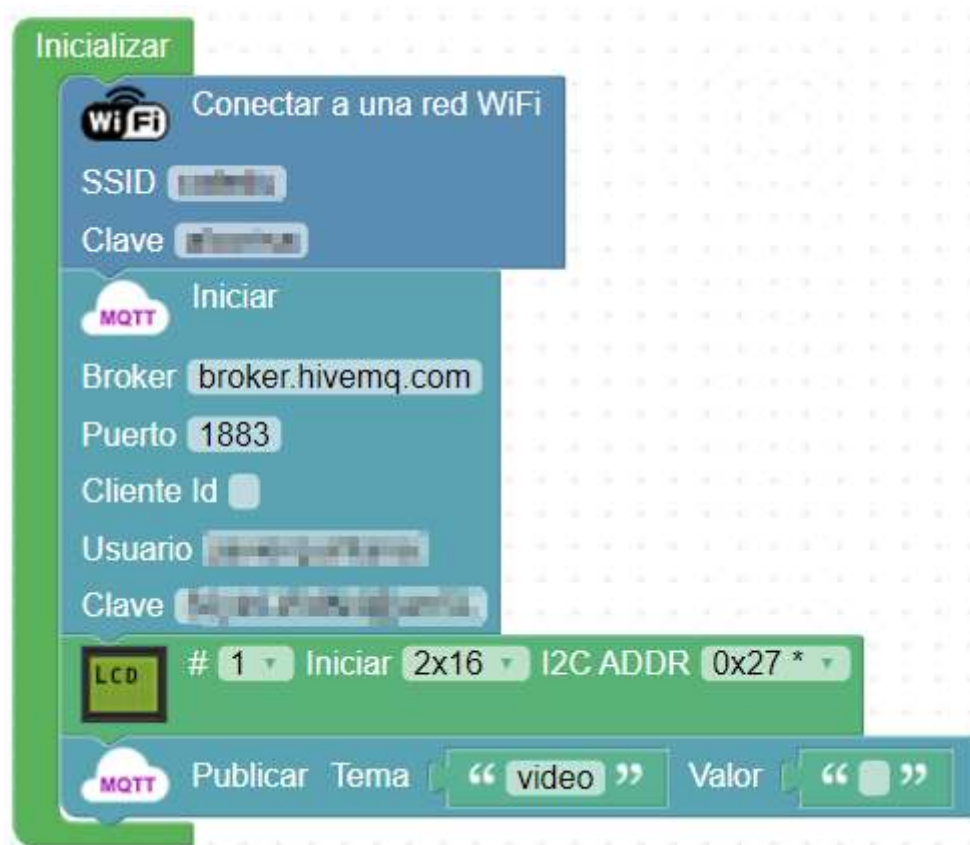 Inicializar
WiFi Conectar a una red WiFi
SSID
Clave
MQTT Iniciar
Broker broker.hivemq.com
Puerto 1883
Cliente Id
Usuario
Clave
LCD # 1 Iniciar 2x16 I2C ADDR 0x27 *
MQTT Publicar Tema “ video ” Valor “ ”